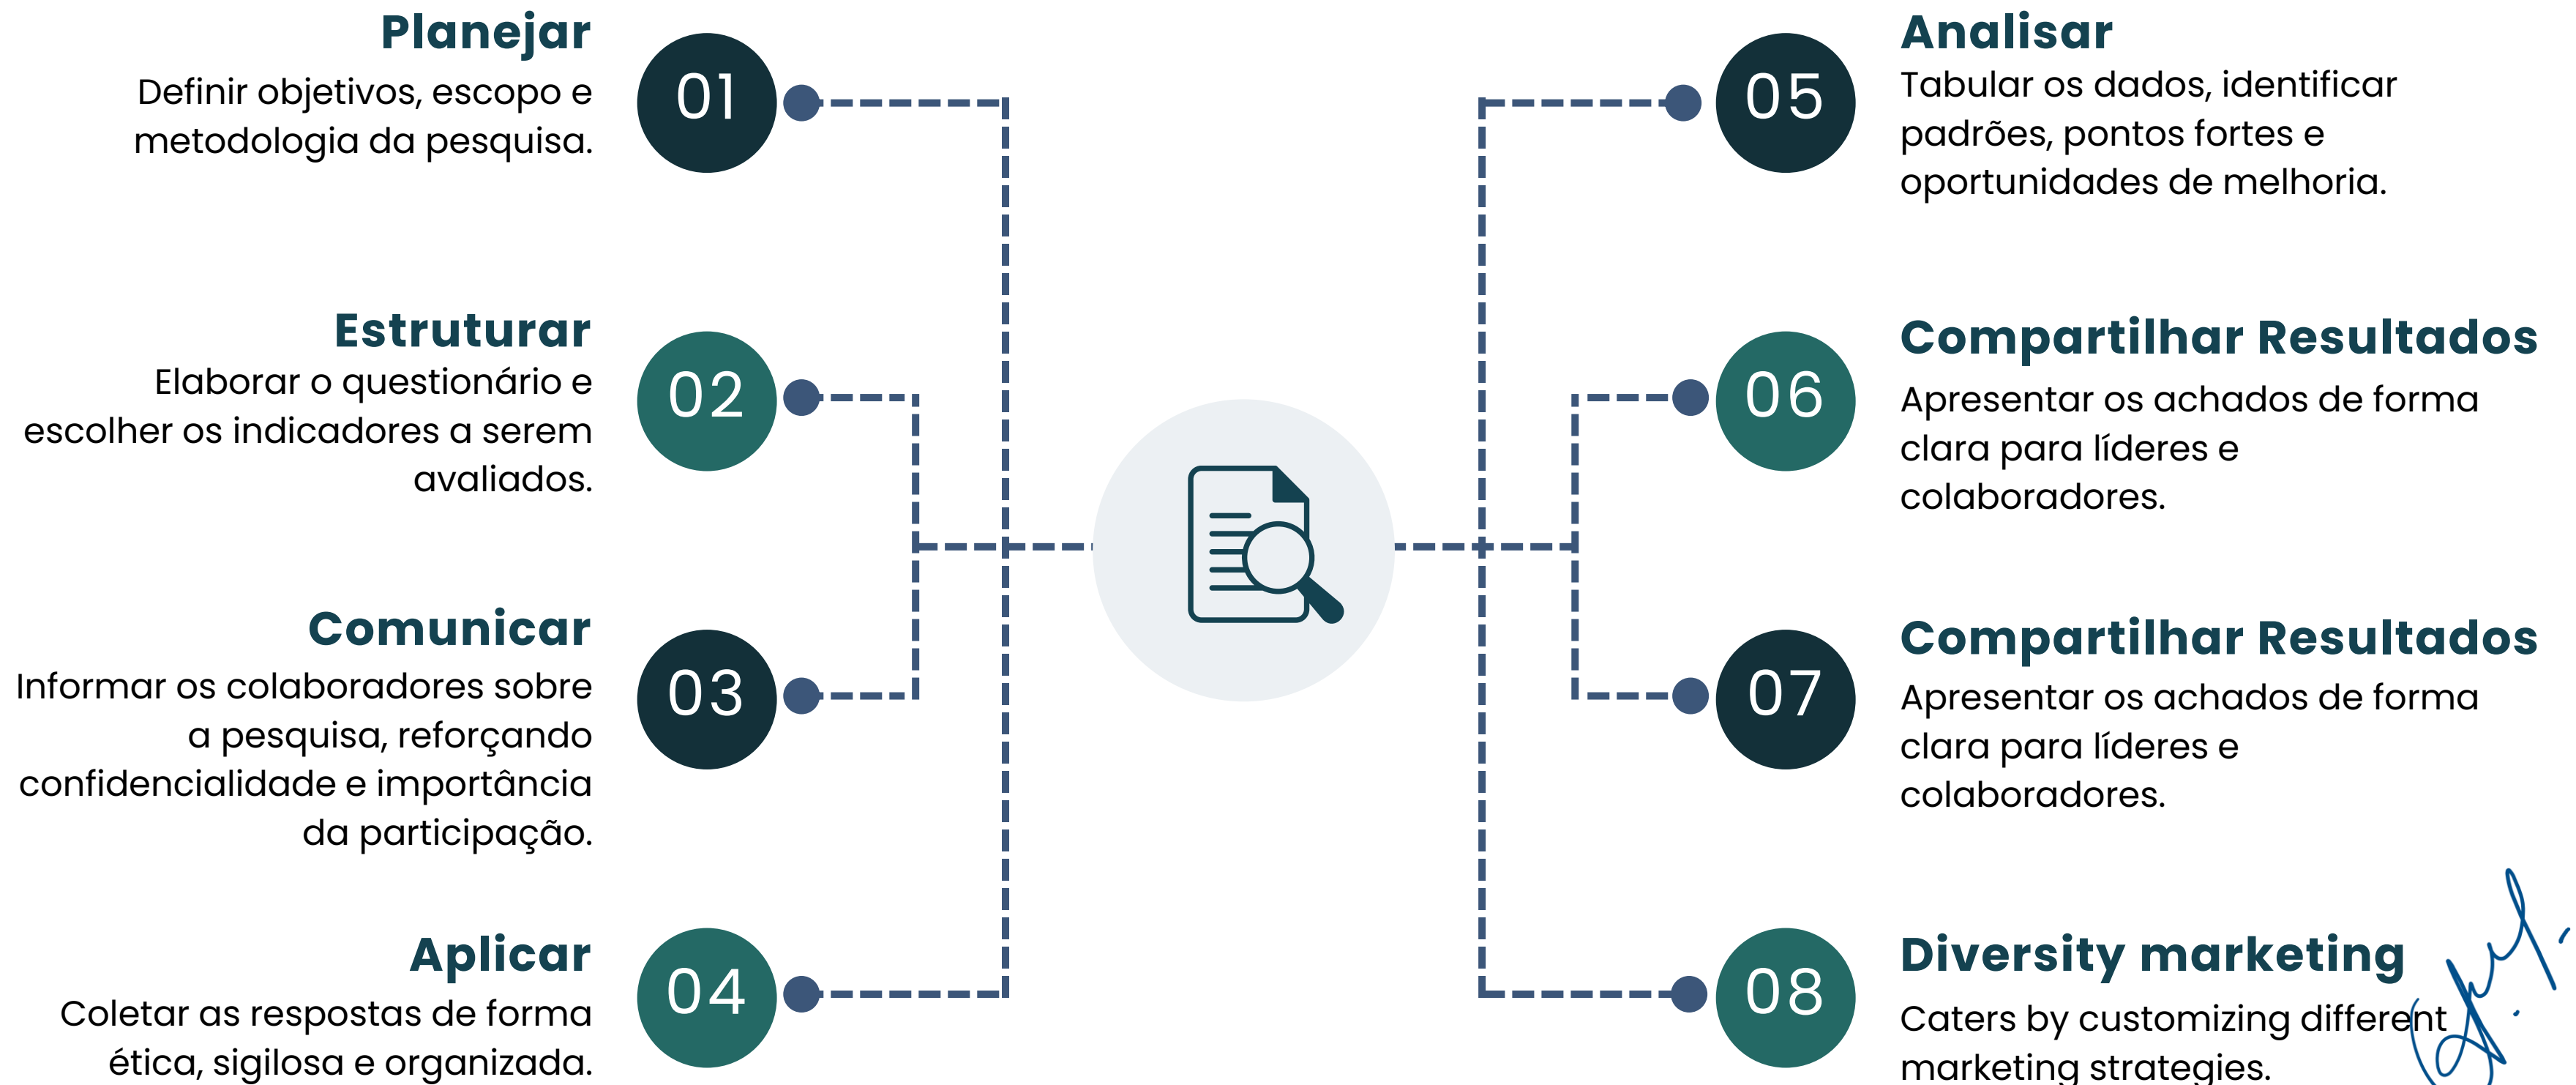 Planejar
01
Definir objetivos, escopo e
metodologia da pesquisa.
Estruturar
02
Elaborar o questionário e
escolher os indicadores a serem
avaliados.
Comunicar
03
Informar os colaboradores sobre
a pesquisa, reforçando
confidencialidade e importância
da participação.
Aplicar
04
Coletar as respostas de forma
ética, sigilosa e organizada.
Analisar
05
Tabular os dados, identificar
padrões, pontos fortes e
oportunidades de melhoria.
Compartilhar Resultados
06
Apresentar os achados de forma
clara para líderes e
colaboradores.
Compartilhar Resultados
07
Apresentar os achados de forma
clara para líderes e
colaboradores.
Diversity marketing
08
Caters by customizing different
marketing strategies.